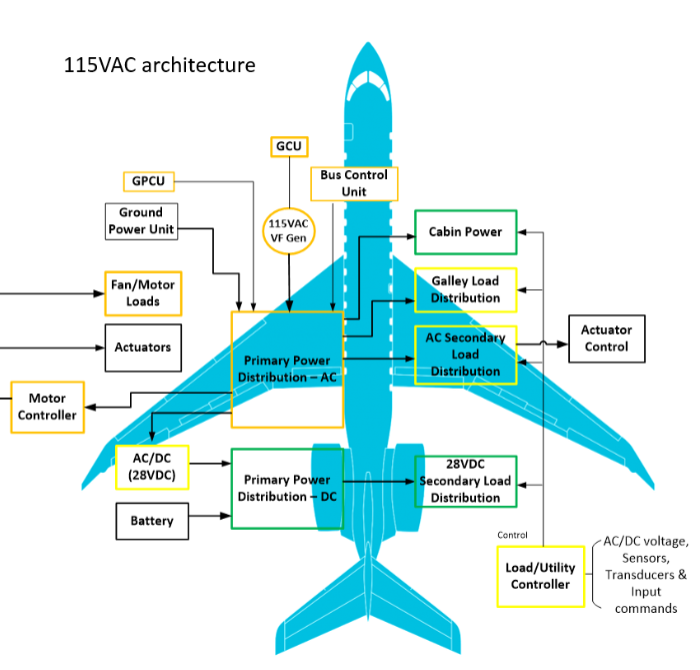 115VAC architecture
GCU
GPCU
Bus Control
Unit
Ground
Power Unit
115VAC
VF Gen
Cabin Power
Fan/Motor
Loads
Galley Load
Distribution
Actuators
Primary Power
Distribution – AC
AC Secondary
Load
Distribution
Actuator
Control
Motor
Controller
AC/DC
(28VDC)
Primary Power
Distribution – DC
28VDC
Secondary Load
Distribution
Battery
Control
Load/Utility
Controller
AC/DC voltage,
Sensors,
Transducers &
Input
commands